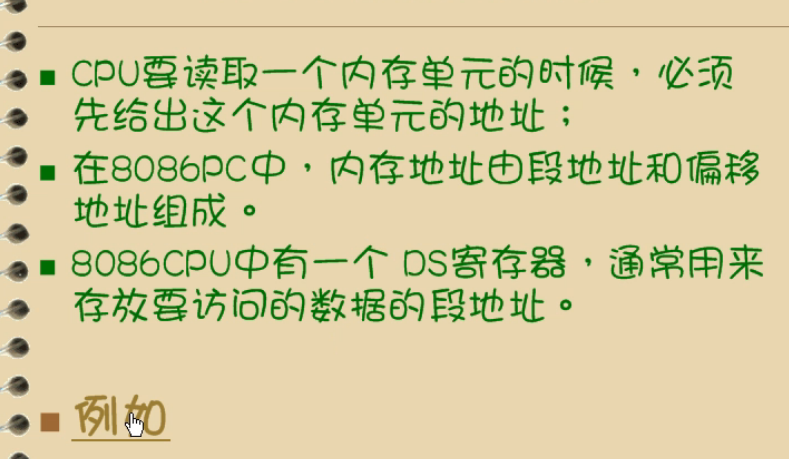 CPU要读取一个内存单元的时候，必须
先给出这个内存单元的地址；
在8086PC中，内存地址由段地址和偏移
地址组成。
8086CPU中有一个 DS寄存器，通常用来
存放要访问的数据的段地址。
例如